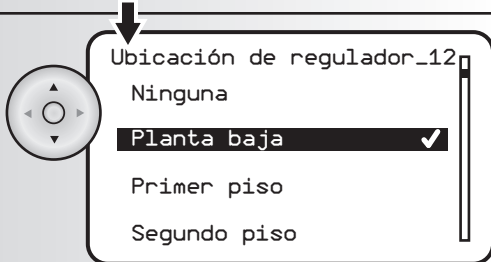 Ubicación de regulador_12
Ninguna
Planta baja
Primer piso
Segundo piso